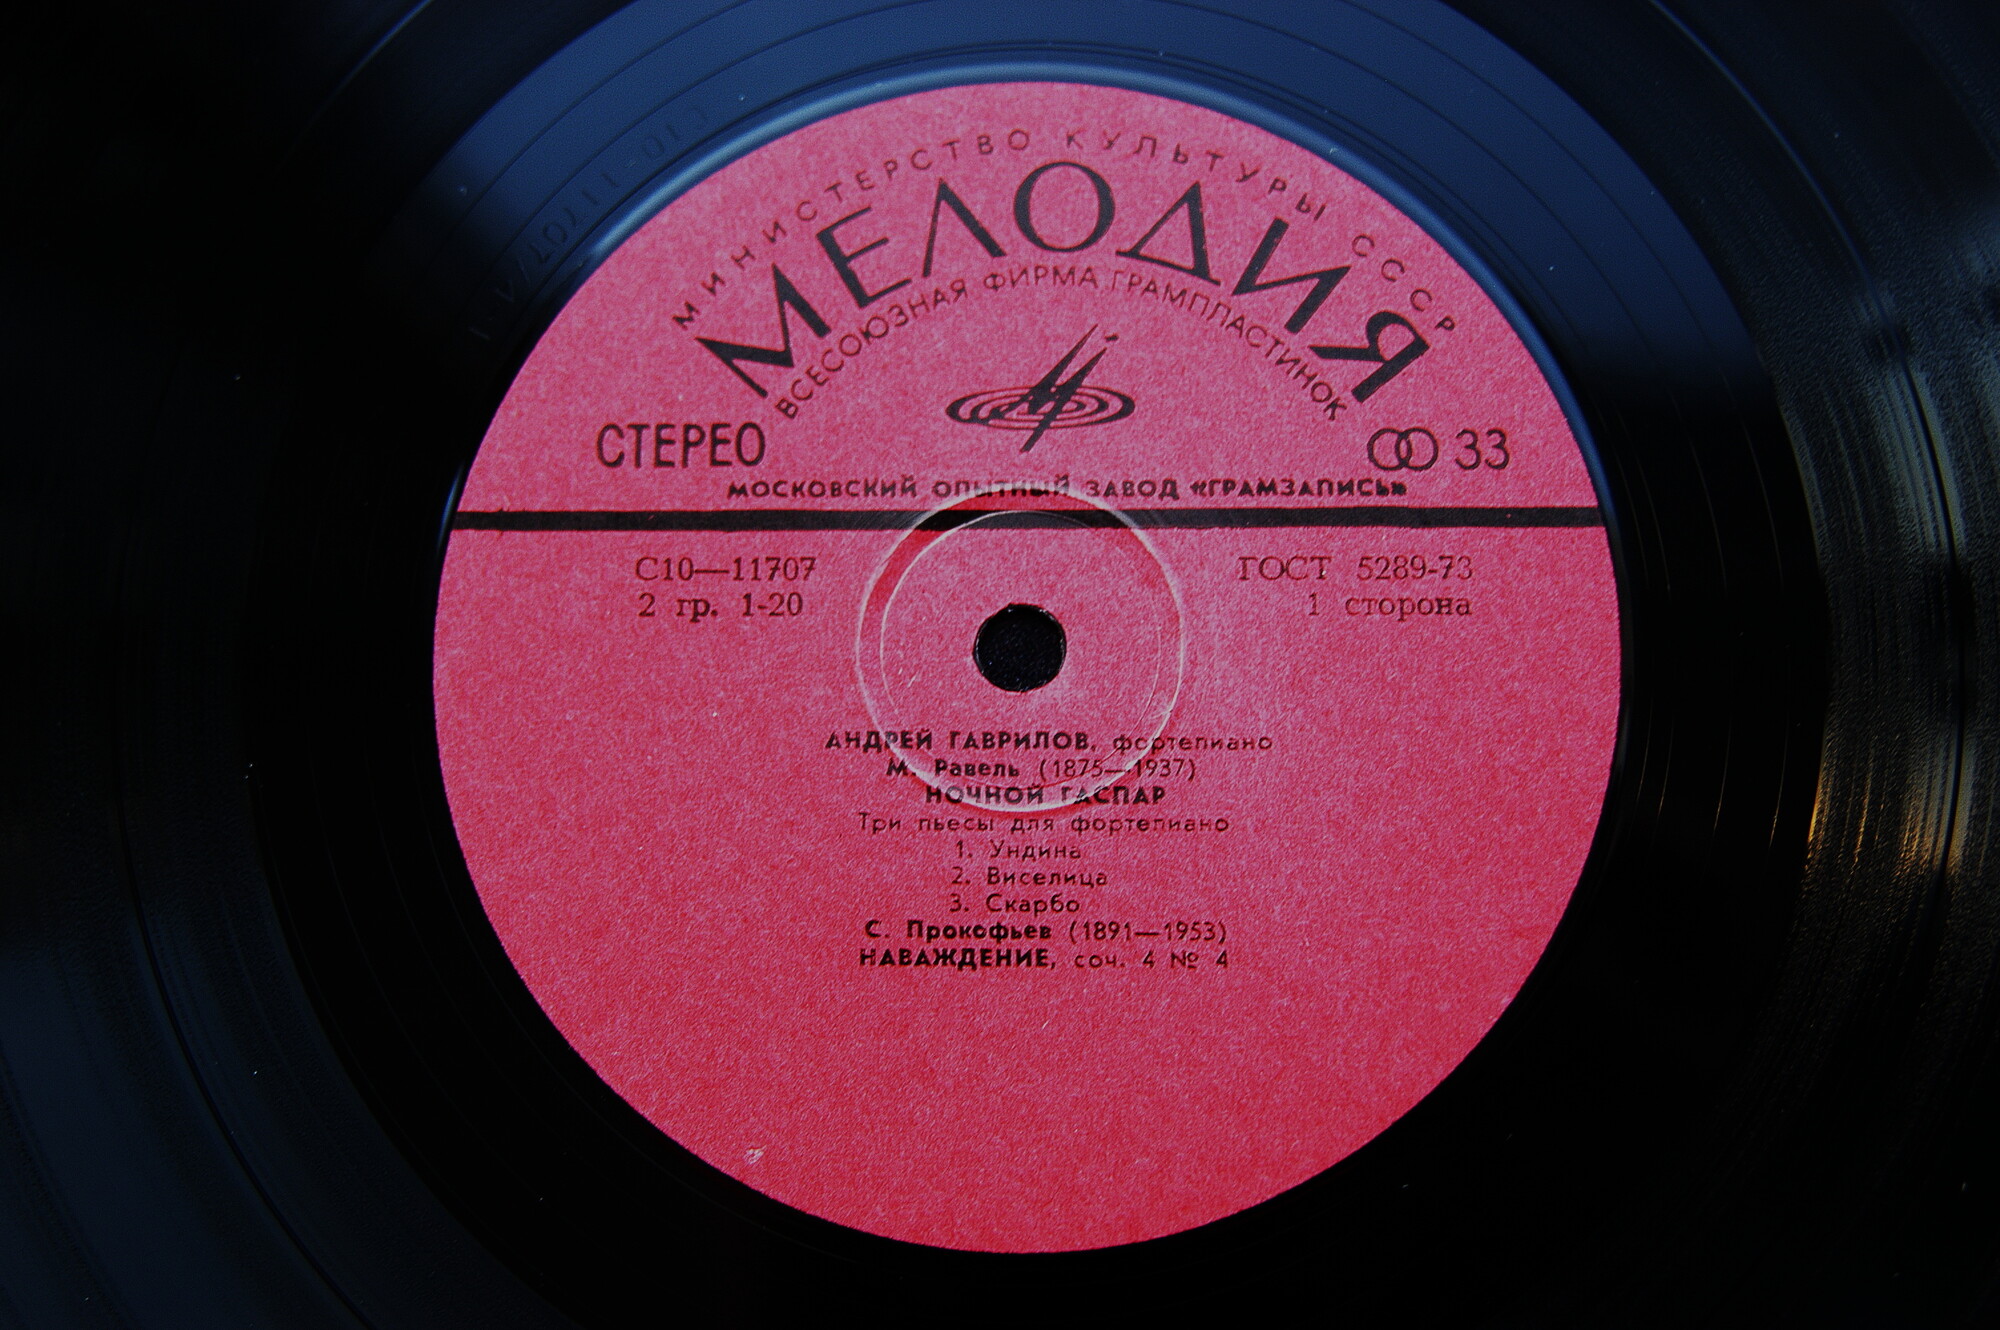 МИНИСТЕРСТВО КУЛЬТУРЫ СССР
МЕЛОДИЯ
ВСЕСОЮЗНАЯ ФИРМА ГРАМПЛАСТИНОК
СТЕРЕО
33
МОСКОВСКИЙ ОПЫТНЫЙ ЗАВОД «ГРАМЗАПИСЬ»
С10—11707
ГОСТ 5289-73
2 гр. 1-20
1 сторона
АНДРЕЙ ГАВРИЛОВ, фортепиано
М. Равель (1875—1937)
НОЧНОЙ ГАСПАР
Три пьесы для фортепиано
1. Ундина
2. Виселица
3. Скарбо
С. Прокофьев (1891—1953)
НАВАЖДЕНИЕ, соч. 4 № 4